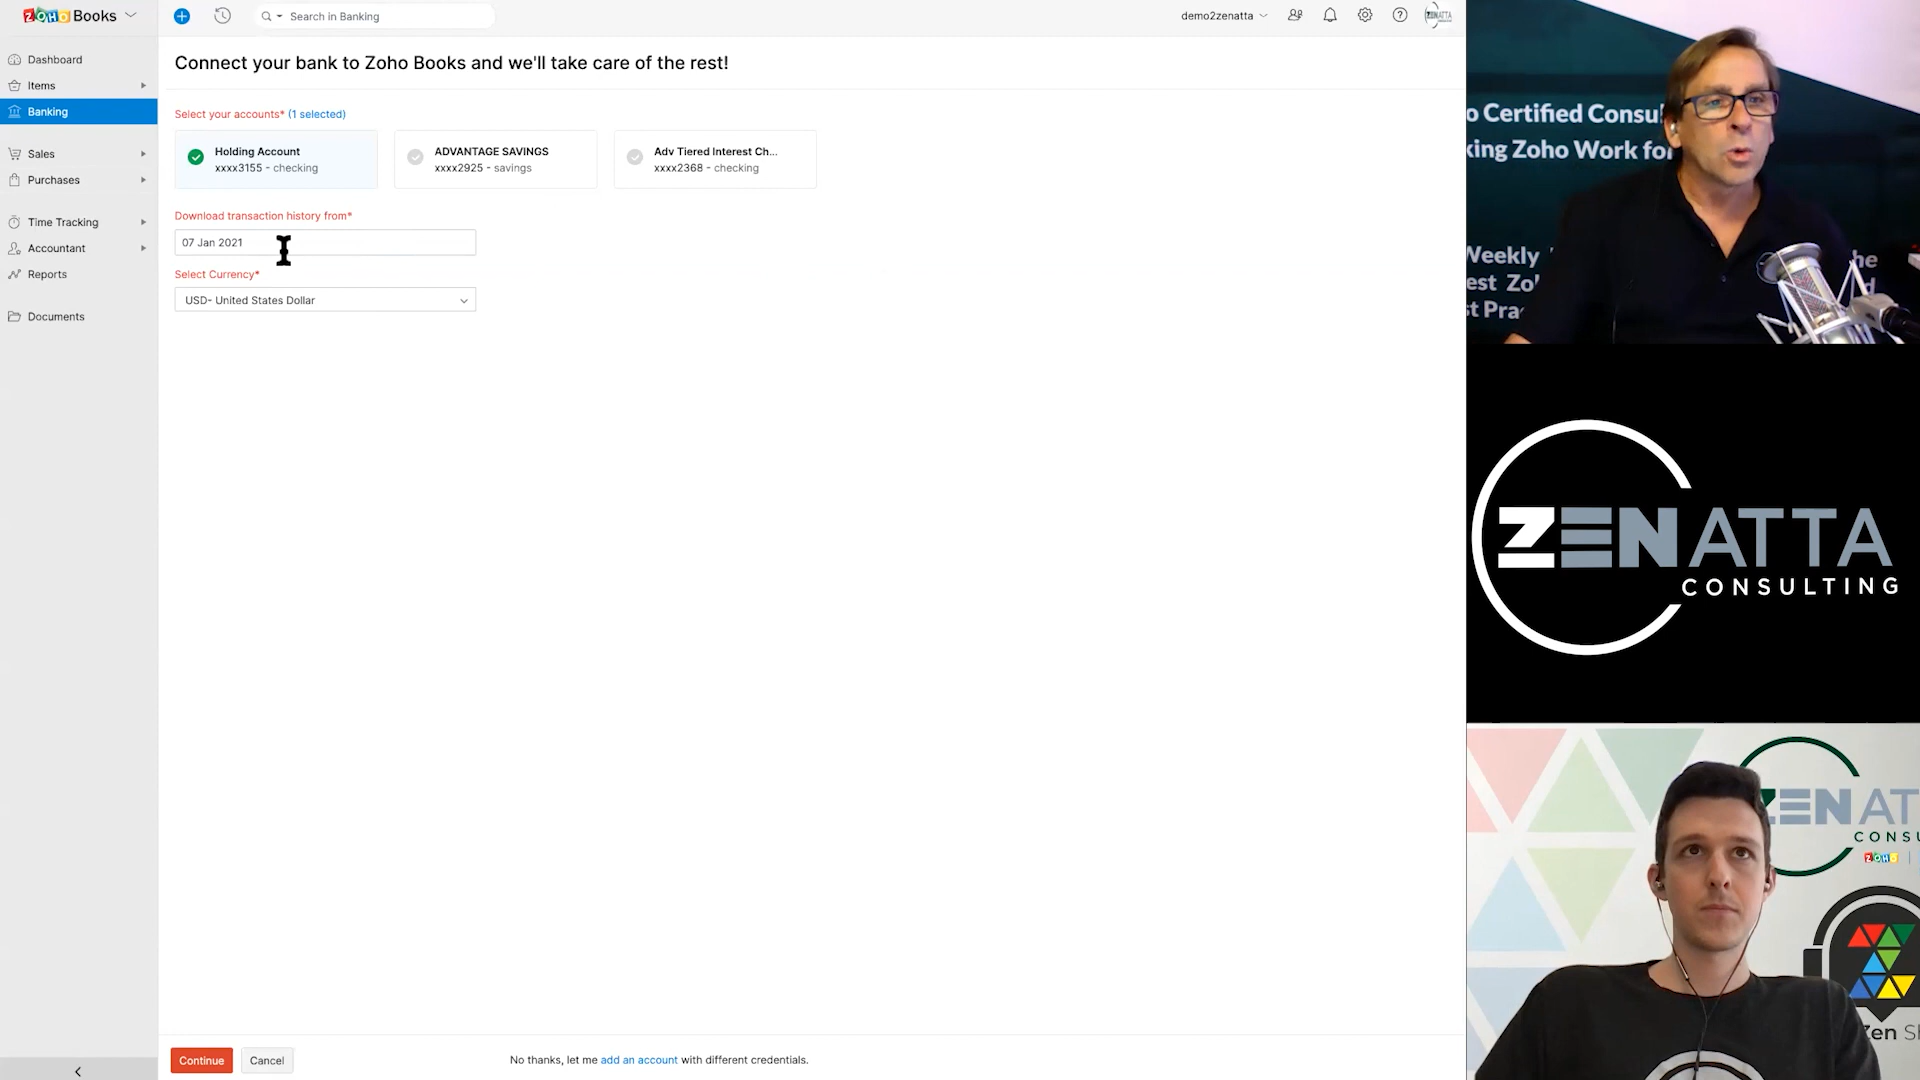 ZOHO Books
Search in Banking
demo2zenatta
Dashboard
Items
Banking
Sales
Purchases
Time Tracking
Accountant
Reports
Documents
Connect your bank to Zoho Books and we'll take care of the rest!
Select your accounts* (1 selected)
Holding Account
xxxx3155 - checking
ADVANTAGE SAVINGS
xxxx2925 - savings
Adv Tiered Interest Ch...
xxxx2368 - checking
Download transaction history from*
07 Jan 2021
Select Currency*
USD- United States Dollar
Continue
Cancel
No thanks, let me add an account with different credentials.
o Certified Consu
king Zoho Work for
Weekly
est Zo
t Pra
ZENATTA
CONSULTING
ZENAT
CONSU
ZOHO
Zen S